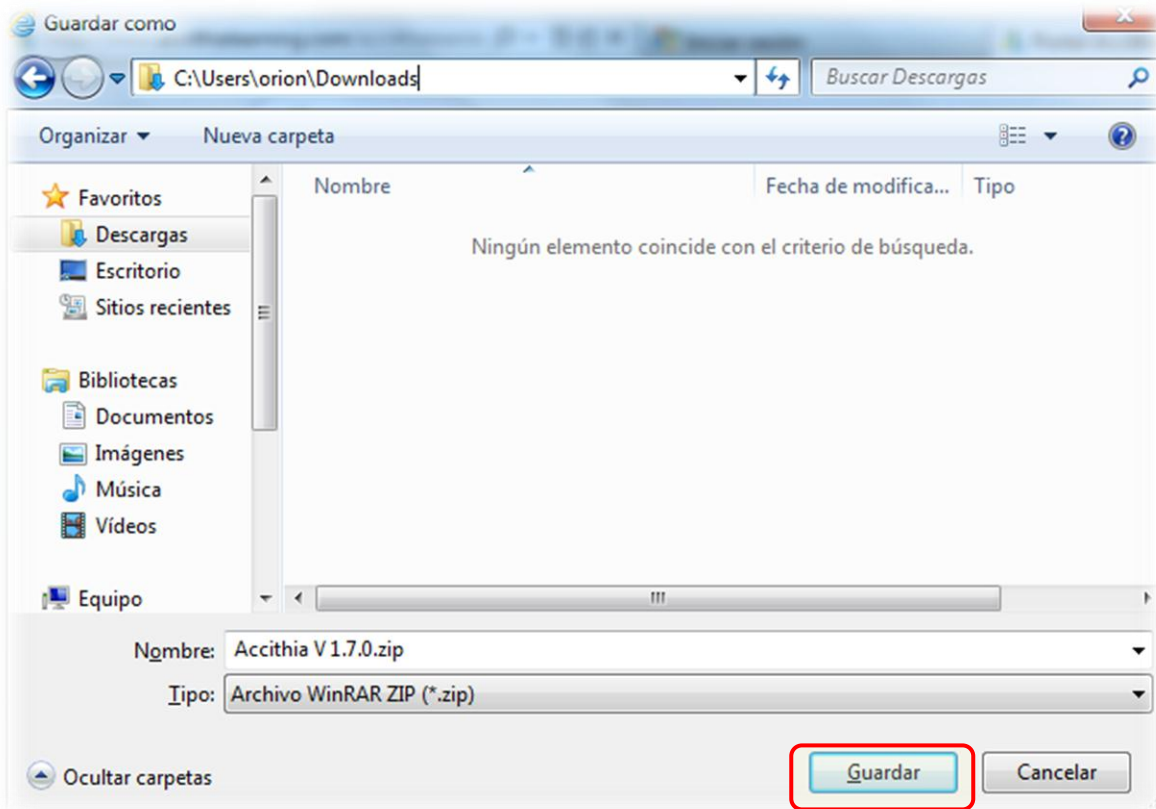 Guardar como
C:\Users\orion\Downloads
Buscar Descargas
Organizar Nueva carpeta
Nombre Fecha de modifica... Tipo
Favoritos
Descargas
Escritorio
Sitios recientes
Bibliotecas
Documentos
Imágenes
Música
Vídeos
Equipo
Ningún elemento coincide con el criterio de búsqueda.
Nombre: Accithia V 1.7.0.zip
Tipo: Archivo WinRAR ZIP (*.zip)
Ocultar carpetas Guardar Cancelar